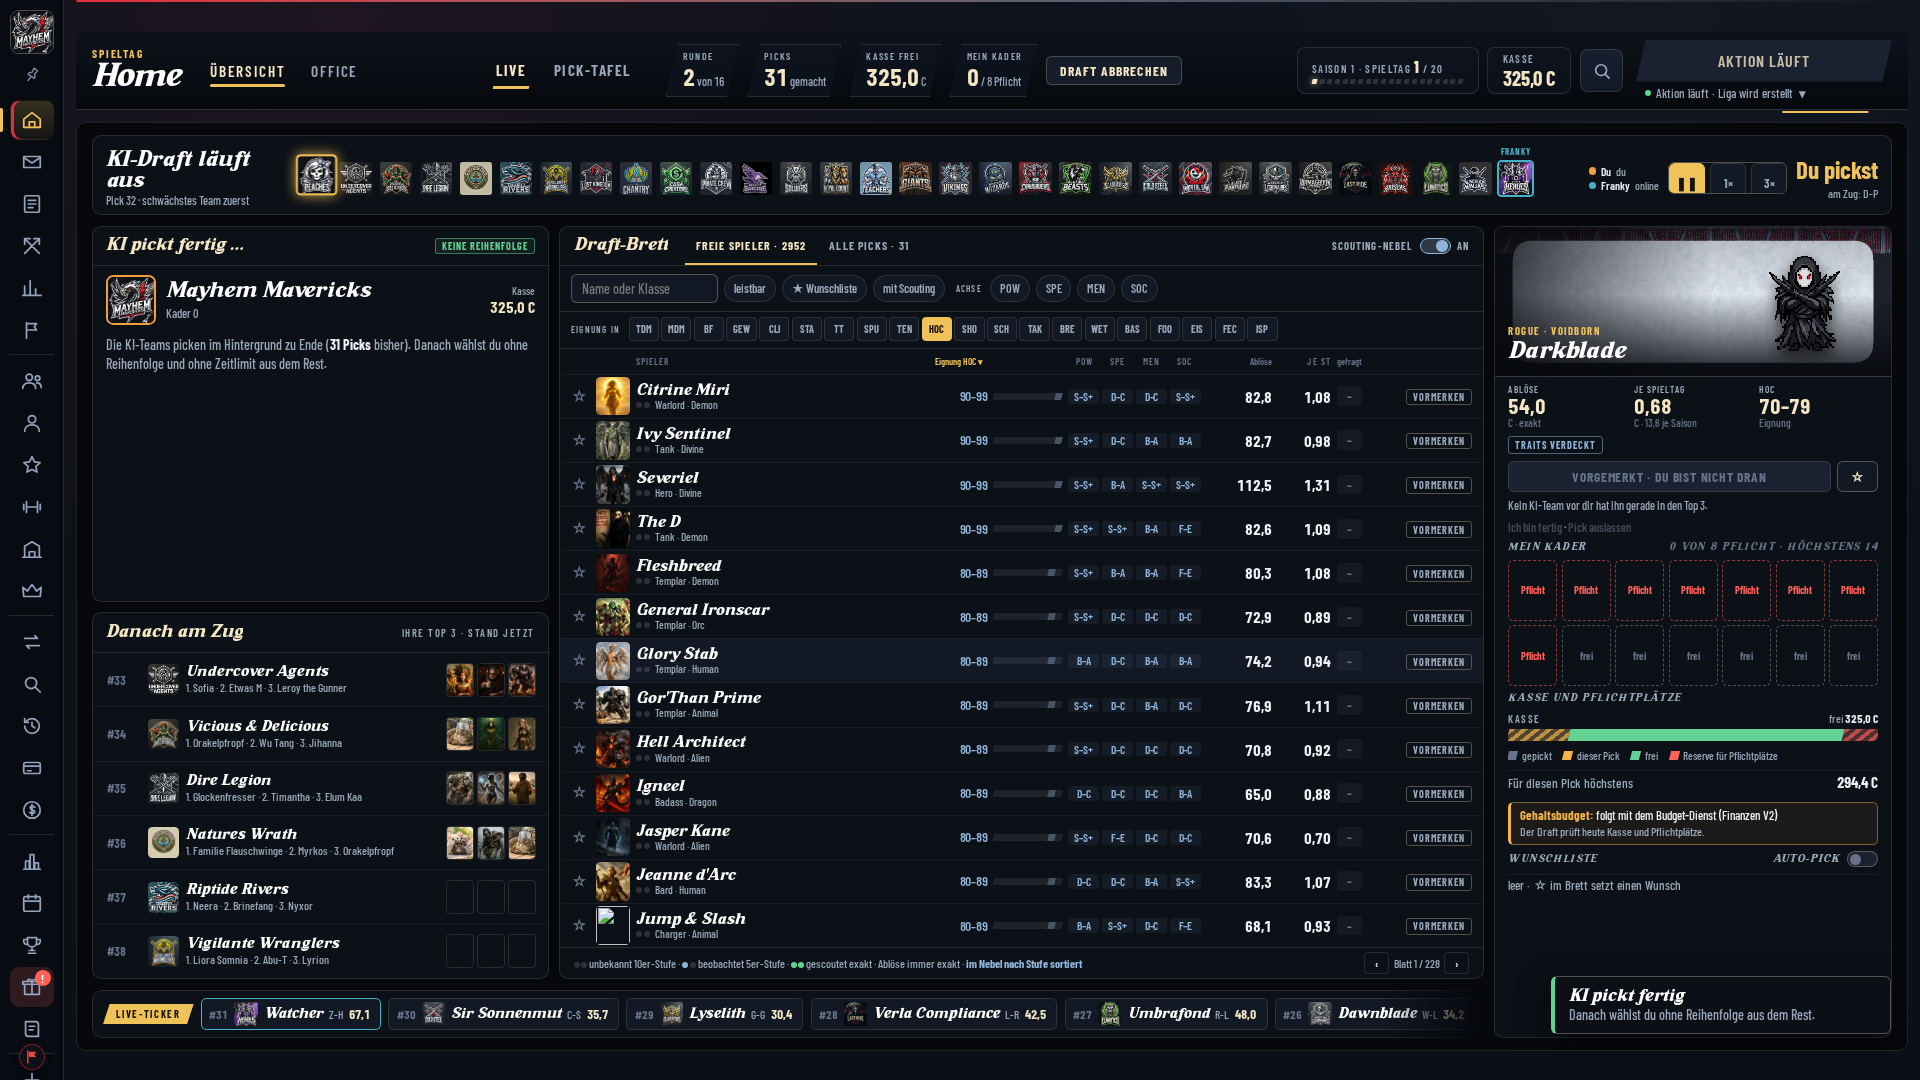 SPIELTAG
Home
ÜBERSICHT
OFFICE
LIVE
PICK-TAFEL
RUNDE
2 von 16
PICKS
31 gemacht
KASSE FREI
325,0 C
MEIN KADER
0 / 8 Pflicht
DRAFT ABBRECHEN
SAISON 1 · SPIELTAG 1 / 20
KASSE
325,0 C
AKTION LÄUFT
Aktion läuft · Liga wird erstellt ▼
KI-Draft läuft aus
Pick 32 · schwächstes Team zuerst
FRANKY
Du du
Franky online
1×
3×
Du pickst
am Zug: D-P
KI pickt fertig ...
KEINE REIHENFOLGE
Mayhem Mavericks
Kader 0
Kasse
325,0 C
Die KI-Teams picken im Hintergrund zu Ende (31 Picks bisher). Danach wählst du ohne
Reihenfolge und ohne Zeitlimit aus dem Rest.
Danach am Zug
IHRE TOP 3 · STAND JETZT
#33 Undercover Agents
1. Sofia · 2. Etwas M · 3. Leroy the Gunner
#34 Vicious & Delicious
1. Orakelpfropf · 2. Wu Tang · 3. Jihanna
#35 Dire Legion
1. Glockenfresser · 2. Timantha · 3. Elum Kaa
#36 Natures Wrath
1. Familie Flauschwinge · 2. Myrkos · 3. Orakelpfropf
#37 Riptide Rivers
1. Neera · 2. Brinefang · 3. Nyxor
#38 Vigilante Wranglers
1. Liora Somnia · 2. Abu-T · 3. Lyrion
Draft-Brett
FREIE SPIELER · 2952
ALLE PICKS · 31
SCOUTING-NEBEL AN
Name oder Klasse
leistbar
★ Wunschliste
mit Scouting
ACHSE
POW
SPE
MEN
SOC
EIGNUNG IN TDM MDM BF GEW CLI STA TT SPU TEN HOC SHO SCH TAK BRE WET BAS FOO EIS FEC ISP
SPIELER Eignung HOC▼ POW SPE MEN SOC Ablöse JE ST gefragt
☆ Citrine Miri 90–99 S–S+ D–C D–C S–S+ 82,8 1,08 – VORMERKEN
Warlord · Demon
☆ Ivy Sentinel 90–99 S–S+ D–C B–A B–A 82,7 0,98 – VORMERKEN
Tank · Divine
☆ Severiel 90–99 S–S+ B–A S–S+ S–S+ 112,5 1,31 – VORMERKEN
Hero · Divine
☆ The D 90–99 S–S+ S–S+ B–A F–E 82,6 1,09 – VORMERKEN
Tank · Demon
☆ Fleshbreed 80–89 S–S+ B–A B–A F–E 80,3 1,08 – VORMERKEN
Templar · Demon
☆ General Ironscar 80–89 S–S+ D–C D–C D–C 72,9 0,89 – VORMERKEN
Templar · Orc
☆ Glory Stab 80–89 B–A D–C B–A B–A 74,2 0,94 – VORMERKEN
Templar · Human
☆ Gor'Than Prime 80–89 S–S+ D–C B–A D–C 76,9 1,11 – VORMERKEN
Templar · Animal
☆ Hell Architect 80–89 S–S+ D–C D–C D–C 70,8 0,92 – VORMERKEN
Warlord · Alien
☆ Igneel 80–89 D–C D–C D–C B–A 65,0 0,88 – VORMERKEN
Badass · Dragon
☆ Jasper Kane 80–89 S–S+ F–E D–C D–C 70,6 0,70 – VORMERKEN
Warlord · Alien
☆ Jeanne d'Arc 80–89 D–C D–C B–A S–S+ 83,3 1,07 – VORMERKEN
Bard · Human
☆ Jump & Slash 80–89 B–A S–S+ D–C F–E 68,1 0,93 – VORMERKEN
Charger · Animal
unbekannt 10er-Stufe · beobachtet 5er-Stufe · gescoutet exakt · Ablöse immer exakt · im Nebel nach Stufe sortiert
‹ Blatt 1 / 228 ›
ROGUE · VOIDBORN
Darkblade
ABLÖSE
54,0
C · exakt
JE SPIELTAG
0,68
C · 13,6 je Saison
HOC
70–79
Eignung
TRAITS VERDECKT
VORGEMERKT · DU BIST NICHT DRAN
☆
Kein KI-Team vor dir hat ihn gerade in den Top 3.
Ich bin fertig · Pick auslassen
MEIN KADER
0 VON 8 PFLICHT · HÖCHSTENS 14
Pflicht Pflicht Pflicht Pflicht Pflicht Pflicht Pflicht
Pflicht frei frei frei frei frei frei
KASSE UND PFLICHTPLÄTZE
KASSE frei 325,0 C
gepickt dieser Pick frei Reserve für Pflichtplätze
Für diesen Pick höchstens 294,4 C
Gehaltsbudget: folgt mit dem Budget-Dienst (Finanzen V2)
Der Draft prüft heute Kasse und Pflichtplätze.
WUNSCHLISTE AUTO-PICK
leer · ☆ im Brett setzt einen Wunsch
KI pickt fertig
Danach wählst du ohne Reihenfolge aus dem Rest.
LIVE-TICKER
#31 Watcher Z-H 67,1
#30 Sir Sonnenmut C-S 35,7
#29 Lyselith G-G 30,4
#28 Verla Compliance L-R 42,5
#27 Umbrafond R-L 48,0
#26 Dawnblade W-L 34,2